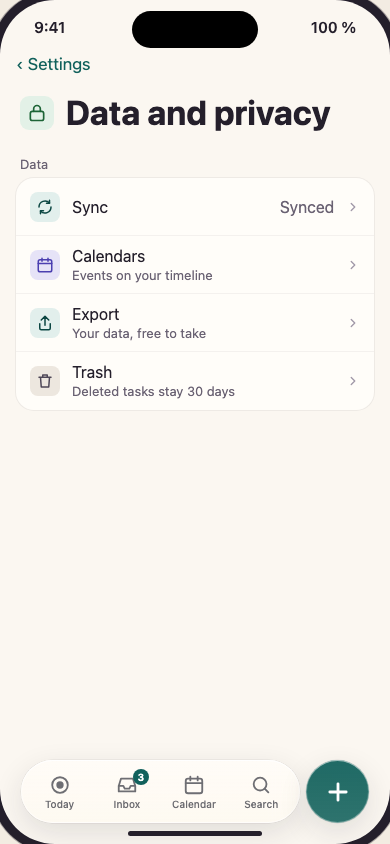 9:41
100 %
‹ Settings
Data and privacy
Data
Sync
Synced
Calendars
Events on your timeline
Export
Your data, free to take
Trash
Deleted tasks stay 30 days
3
Today
Inbox
Calendar
Search